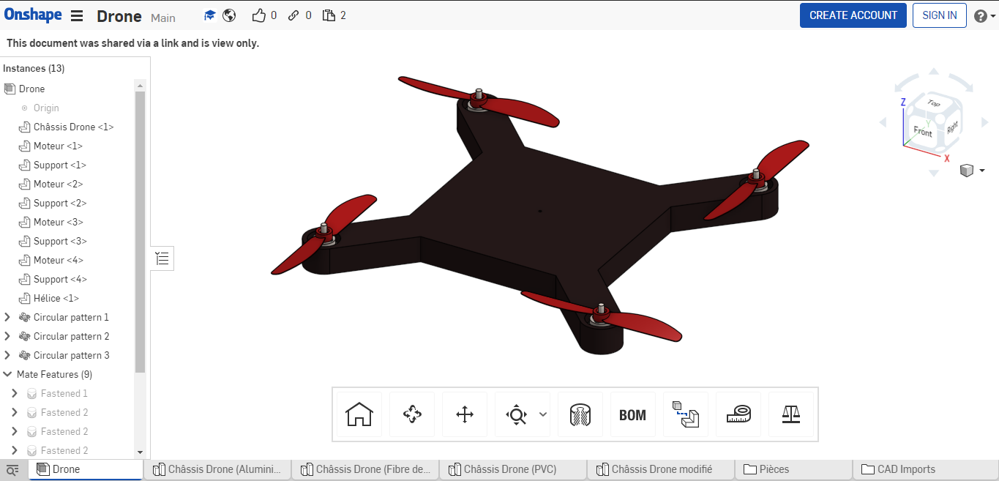 Onshape Drone Main 0 0 2 CREATE ACCOUNT SIGN IN
This document was shared via a link and is view only.
Instances (13)
Drone
Origin
Châssis Drone <1>
Moteur <1>
Support <1>
Moteur <2>
Support <2>
Moteur <3>
Support <3>
Moteur <4>
Support <4>
Hélice <1>
Circular pattern 1
Circular pattern 2
Circular pattern 3
Mate Features (9)
Fastened 1
Fastened 2
Fastened 2
Fastened 2
Z
Top
Y
Front
Right
X
BOM
Drone Châssis Drone (Alumini... Châssis Drone (Fibre de... Châssis Drone (PVC) Châssis Drone modifié Pièces CAD Imports